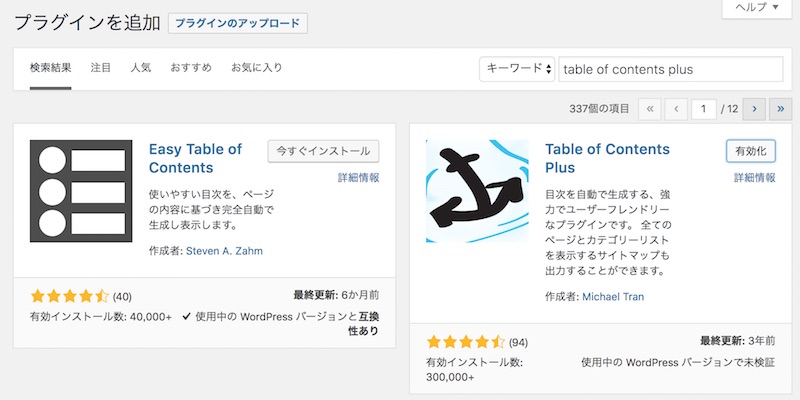 ヘルプ ▼
プラグインを追加 プラグインのアップロード
検索結果 注目 人気 おすすめ お気に入り キーワード table of contents plus
337個の項目 « ‹ 1 / 12 › »
Easy Table of
Contents
今すぐインストール
詳細情報
使いやすい目次を、ページ
の内容に基づき完全自動で
生成し表示します。
作成者: Steven A. Zahm
(40)
最終更新: 6か月前
有効インストール数: 40,000+
✔ 使用中の WordPress バージョンと互換
性あり
Table of Contents
Plus
有効化
詳細情報
目次を自動で生成する、強
力でユーザーフレンドリー
なプラグインです。 全ての
ページとカテゴリーリスト
を表示するサイトマップも
出力することができます。
作成者: Michael Tran
(94)
最終更新: 3年前
有効インストール数:
300,000+
使用中の WordPress バージョンで未検証